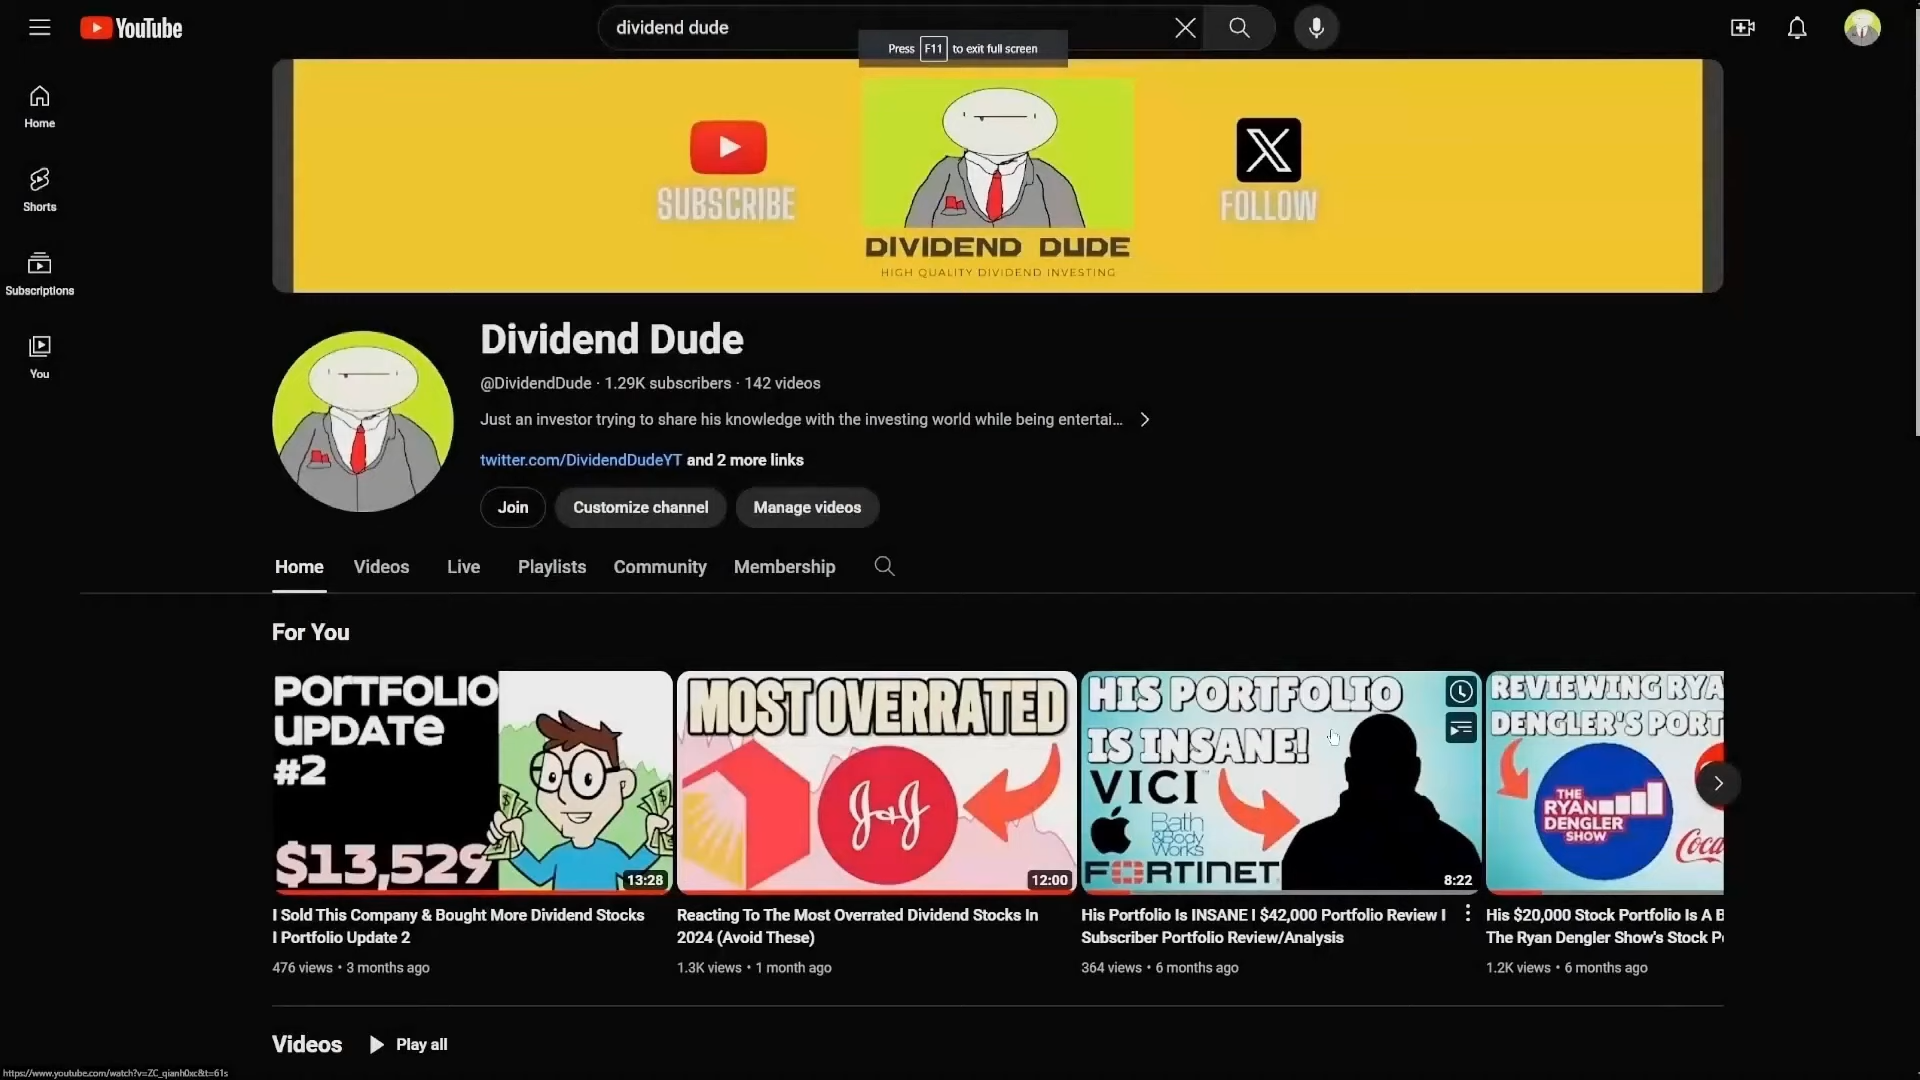 YouTube
dividend dude
Press F11 to exit full screen
Home
Shorts
Subscriptions
You
SUBSCRIBE
FOLLOW
DIVIDEND DUDE
HIGH QUALITY DIVIDEND INVESTING
Dividend Dude
@DividendDude · 1.29K subscribers · 142 videos
Just an investor trying to share his knowledge with the investing world while being entertai...
twitter.com/DividendDudeYT and 2 more links
Join
Customize channel
Manage videos
Home
Videos
Live
Playlists
Community
Membership
For You
PORTFOLIO
UPDATE
#2
$13,529
13:28
MOST OVERRATED
J&J
12:00
HIS PORTFOLIO
IS INSANE!
VICI
Bath
& Body
Works
FORTINET
8:22
REVIEWING RYA
DENGLER'S PORT
THE
RYAN
DENGLER
SHOW
Coca
I Sold This Company & Bought More Dividend Stocks
I Portfolio Update 2
476 views • 3 months ago
Reacting To The Most Overrated Dividend Stocks In
2024 (Avoid These)
1.3K views • 1 month ago
His Portfolio Is INSANE I $42,000 Portfolio Review I
Subscriber Portfolio Review/Analysis
364 views • 6 months ago
His $20,000 Stock Portfolio Is A B
The Ryan Dengler Show's Stock P
1.2K views • 6 months ago
Videos
Play all
https://www.youtube.com/watch?v=ZC_qianh0xc&t=61s